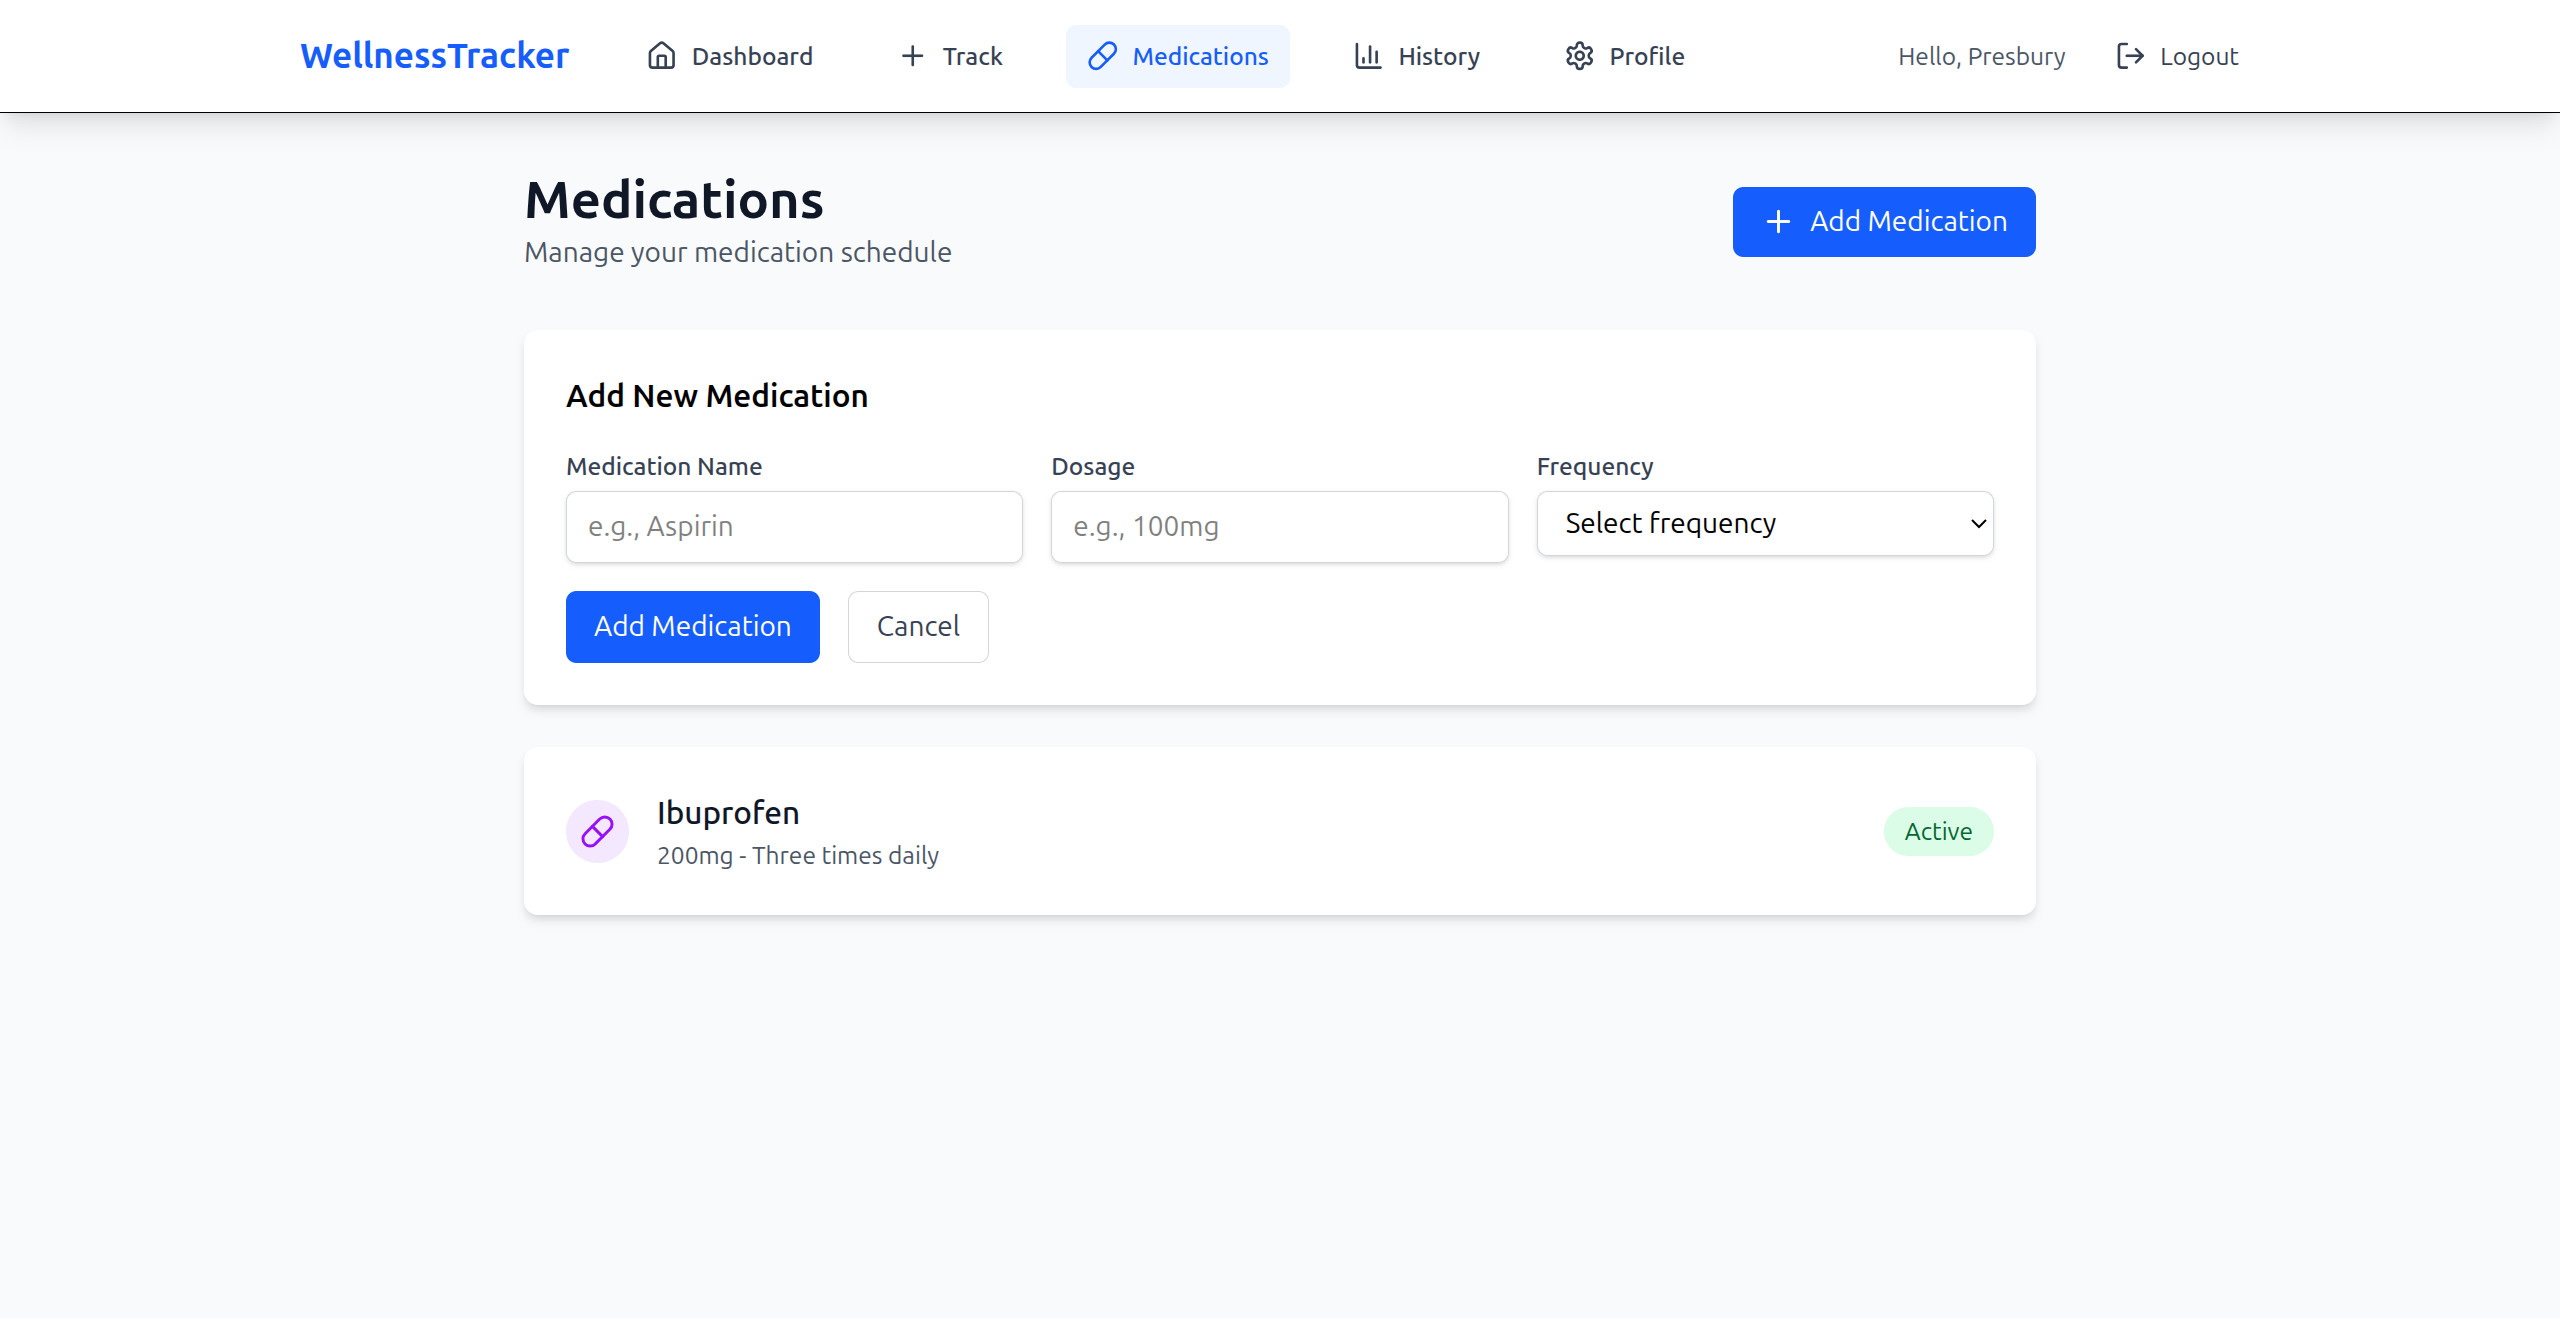 WellnessTracker Dashboard Track Medications History Profile Hello, Presbury Logout
Medications
Manage your medication schedule
Add Medication
Add New Medication
Medication Name Dosage Frequency
e.g., Aspirin e.g., 100mg Select frequency
Add Medication Cancel
Ibuprofen
200mg - Three times daily
Active